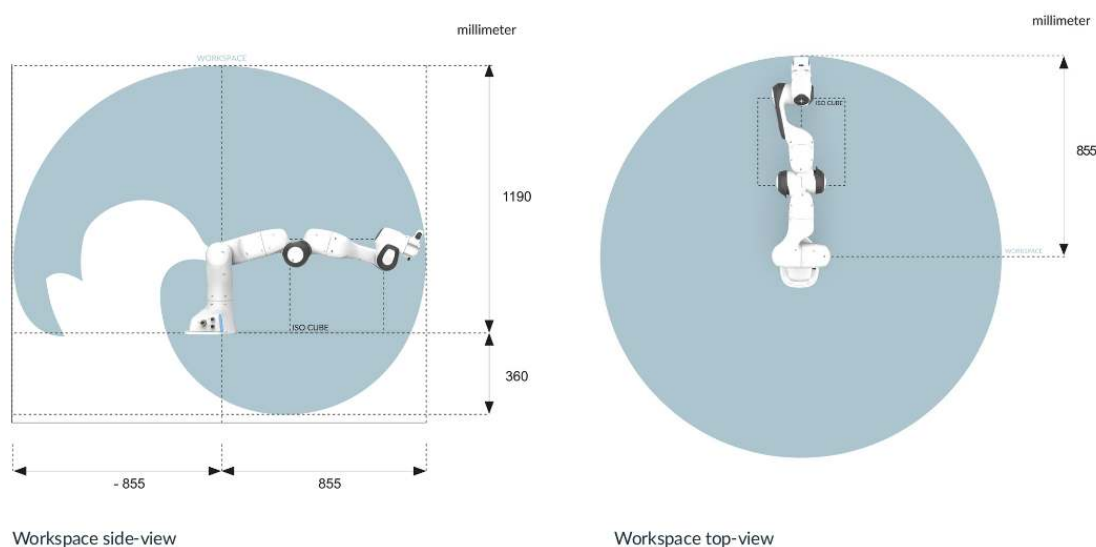 millimeter
WORKSPACE
1190
ISO CUBE
360
- 855
855
Workspace side-view
millimeter
ISO CUBE
855
WORKSPACE
Workspace top-view